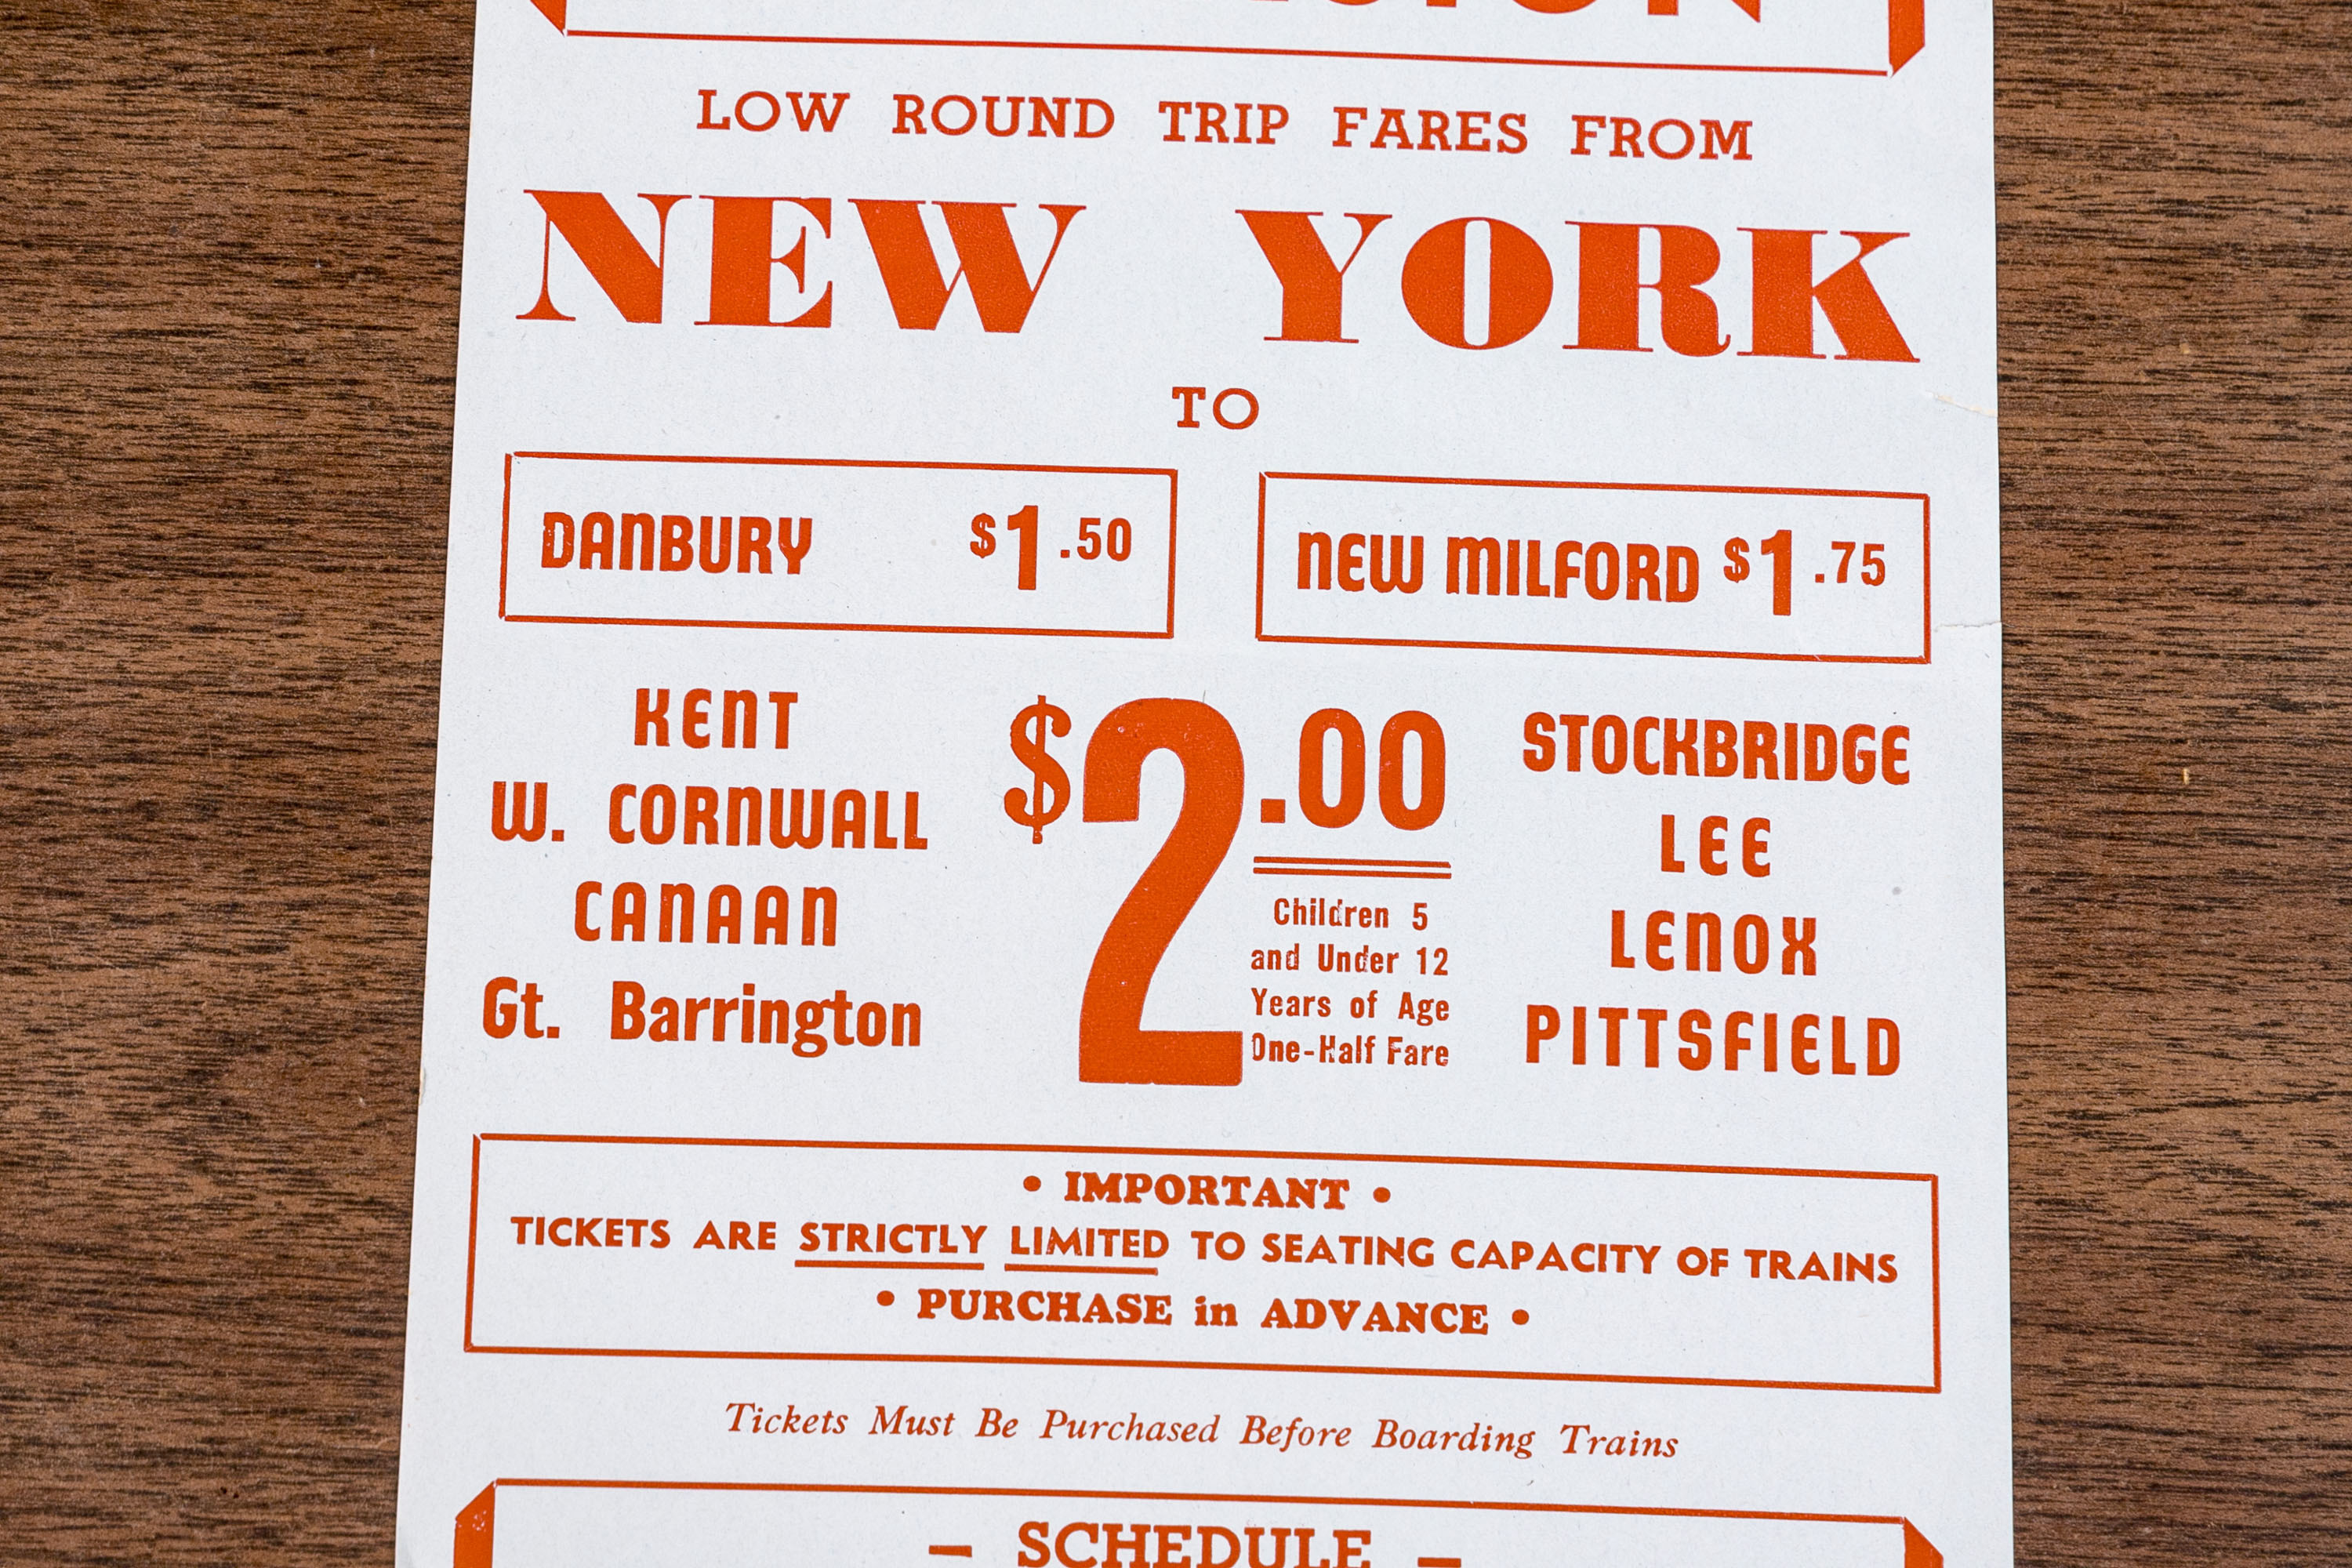 LOW ROUND TRIP FARES FROM
NEW YORK
TO
DANBURY $1.50
NEW MILFORD $1.75
KENT
W. CORNWALL
CANAAN
Gt. Barrington
$2.00
Children 5
and Under 12
Years of Age
One-Half Fare
STOCKBRIDGE
LEE
LENOX
PITTSFIELD
• IMPORTANT •
TICKETS ARE STRICTLY LIMITED TO SEATING CAPACITY OF TRAINS
• PURCHASE in ADVANCE •
Tickets Must Be Purchased Before Boarding Trains
— SCHEDULE —